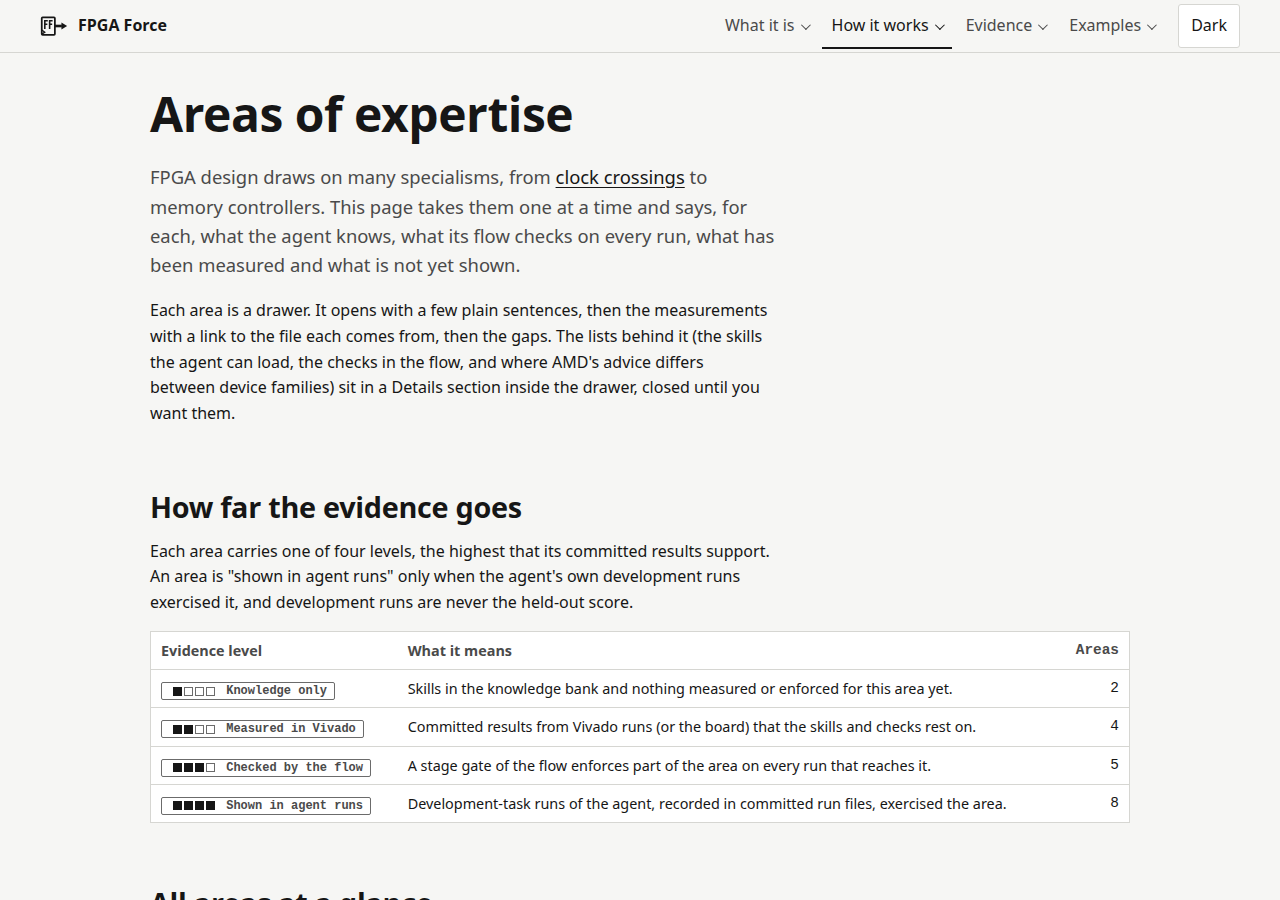 FPGA Force
What it is
How it works
Evidence
Examples
Dark
Areas of expertise
FPGA design draws on many specialisms, from clock crossings to
memory controllers. This page takes them one at a time and says, for
each, what the agent knows, what its flow checks on every run, what has
been measured and what is not yet shown.
Each area is a drawer. It opens with a few plain sentences, then the measurements
with a link to the file each comes from, then the gaps. The lists behind it (the skills
the agent can load, the checks in the flow, and where AMD's advice differs
between device families) sit in a Details section inside the drawer, closed until you
want them.
How far the evidence goes
Each area carries one of four levels, the highest that its committed results support.
An area is "shown in agent runs" only when the agent's own development runs
exercised it, and development runs are never the held-out score.
Evidence level What it means Areas
Knowledge only Skills in the knowledge bank and nothing measured or enforced for this area yet. 2
Measured in Vivado Committed results from Vivado runs (or the board) that the skills and checks rest on. 4
Checked by the flow A stage gate of the flow enforces part of the area on every run that reaches it. 5
Shown in agent runs Development-task runs of the agent, recorded in committed run files, exercised the area. 8
All areas at a glance